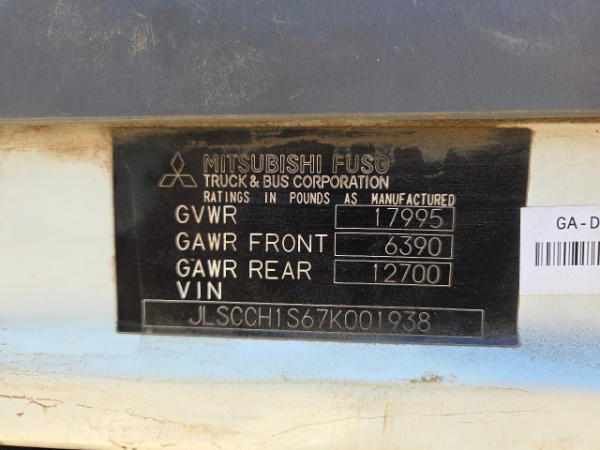 MITSUBISHI FUSO
TRUCK & BUS CORPORATION
RATINGS IN POUNDS AS MANUFACTURED
GVWR 17995
GAWR FRONT 6390
GAWR REAR 12700
VIN
JLSCCH1S67K001938
GA-D